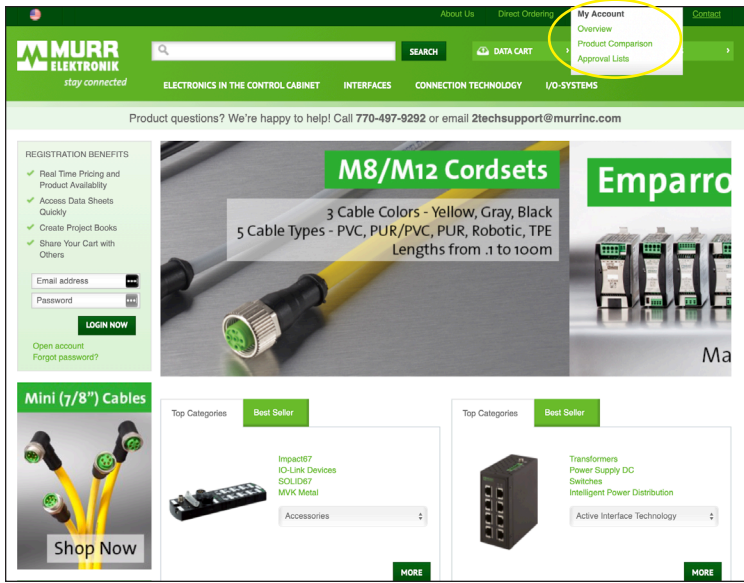 About Us Direct Ordering My Account Contact
Overview
Product Comparison
Approval Lists
MURR
ELEKTRONIK
stay connected
SEARCH DATA CART
ELECTRONICS IN THE CONTROL CABINET INTERFACES CONNECTION TECHNOLOGY I/O-SYSTEMS
Product questions? We're happy to help! Call 770-497-9292 or email 2techsupport@murrinc.com
REGISTRATION BENEFITS
Real Time Pricing and
Product Availablity
Access Data Sheets
Quickly
Create Project Books
Share Your Cart with
Others
Email address
Password
LOGIN NOW
Open account
Forgot password?
M8/M12 Cordsets
3 Cable Colors - Yellow, Gray, Black
5 Cable Types - PVC, PUR/PVC, PUR, Robotic, TPE
Lengths from .1 to 100m
Emparro
Ma
Mini (7/8") Cables
Shop Now
Top Categories Best Seller
Impact67
IO-Link Devices
SOLID67
MVK Metal
Accessories
MORE
Top Categories Best Seller
Transformers
Power Supply DC
Switches
Intelligent Power Distribution
Active Interface Technology
MORE